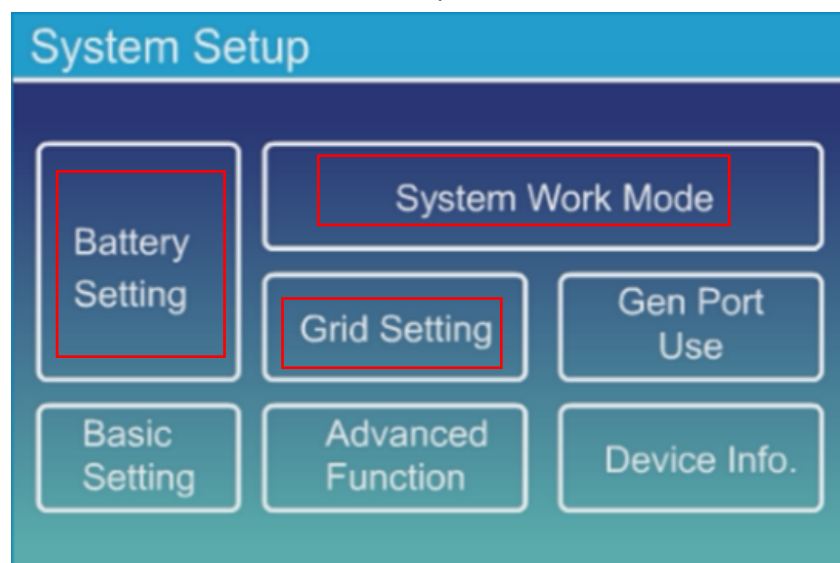 System Setup
Battery
Setting
System Work Mode
Grid Setting
Gen Port
Use
Basic
Setting
Advanced
Function
Device Info.